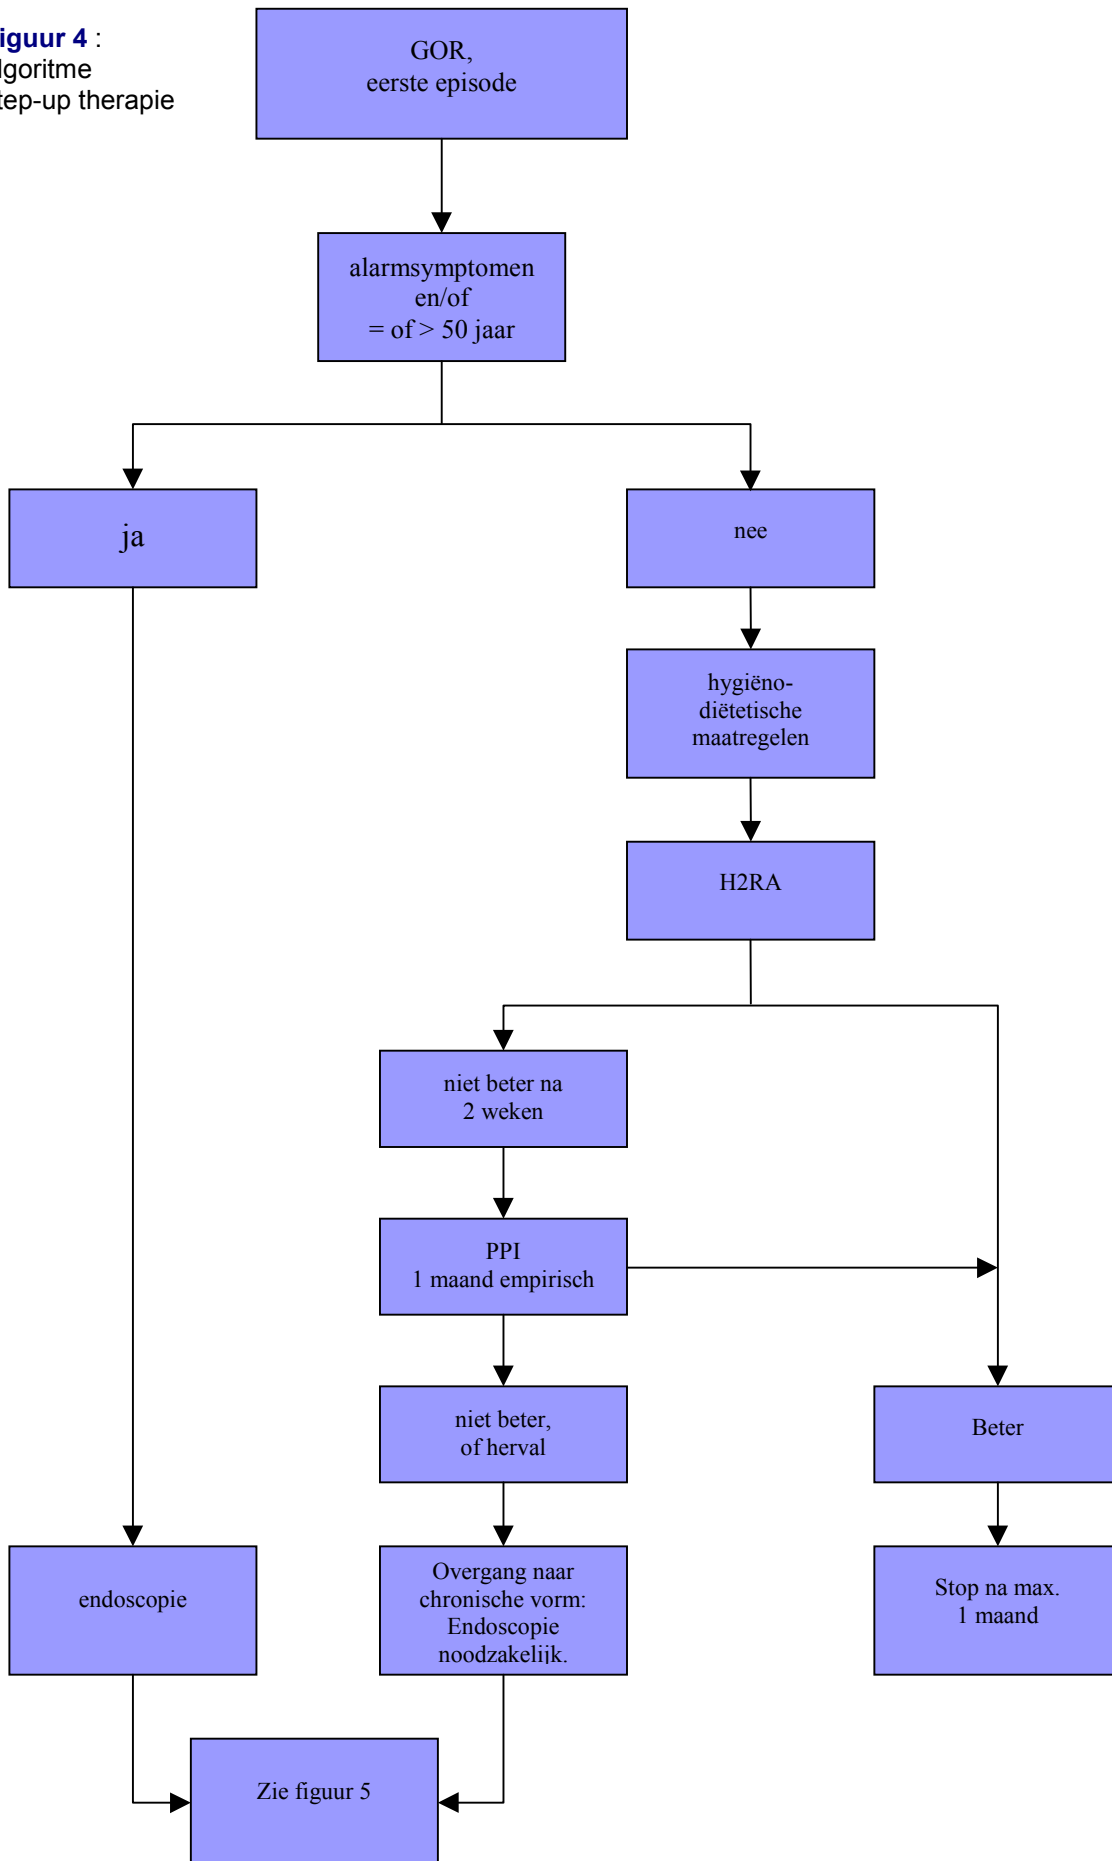 iguur 4 :
lgoritme
tep-up therapie
GOR,
eerste episode
alarmsymptomen
en/of
= of > 50 jaar
ja
nee
hygiëno-
diëtetische
maatregelen
H2RA
niet beter na
2 weken
PPI
1 maand empirisch
niet beter,
of herval
Beter
endoscopie
Overgang naar
chronische vorm:
Endoscopie
noodzakelijk.
Stop na max.
1 maand
Zie figuur 5